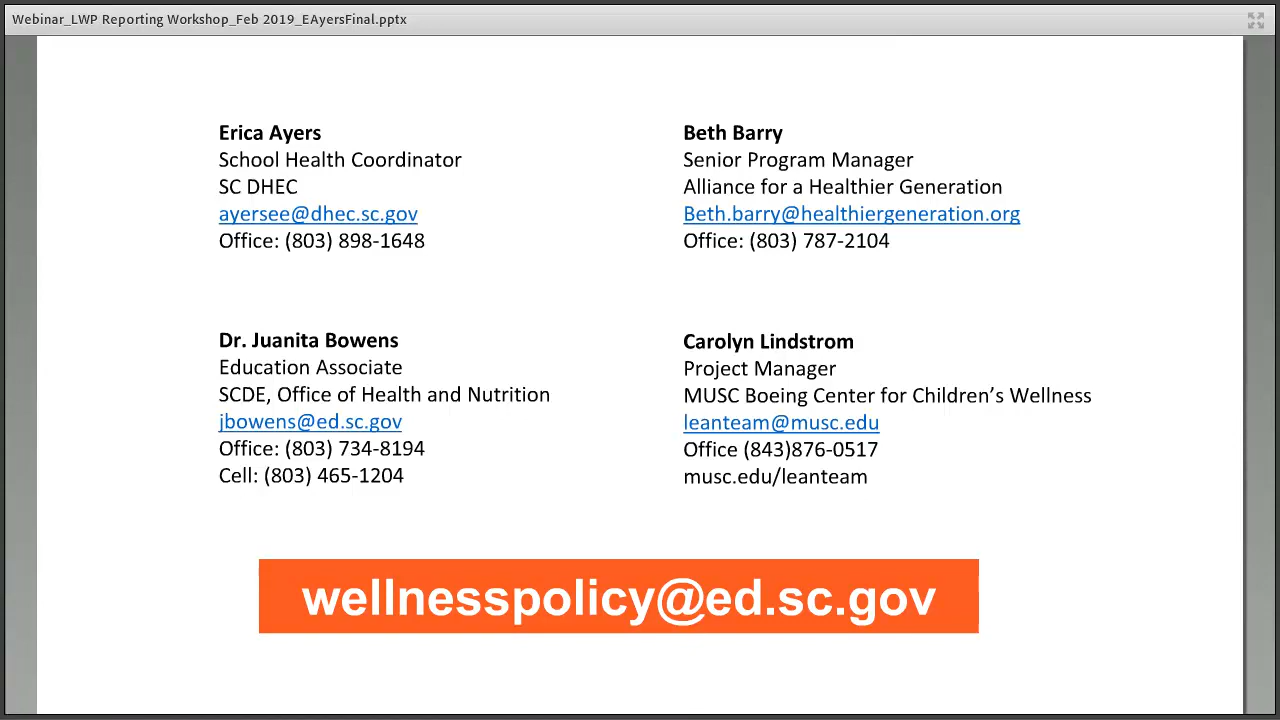 Webinar_LWP Reporting Workshop_Feb 2019_EAyersFinal.pptx
Erica Ayers
School Health Coordinator
SC DHEC
ayersee@dhec.sc.gov
Office: (803) 898-1648
Beth Barry
Senior Program Manager
Alliance for a Healthier Generation
Beth.barry@healthiergeneration.org
Office: (803) 787-2104
Dr. Juanita Bowens
Education Associate
SCDE, Office of Health and Nutrition
jbowens@ed.sc.gov
Office: (803) 734-8194
Cell: (803) 465-1204
Carolyn Lindstrom
Project Manager
MUSC Boeing Center for Children’s Wellness
leanteam@musc.edu
Office (843)876-0517
musc.edu/leanteam
wellnesspolicy@ed.sc.gov